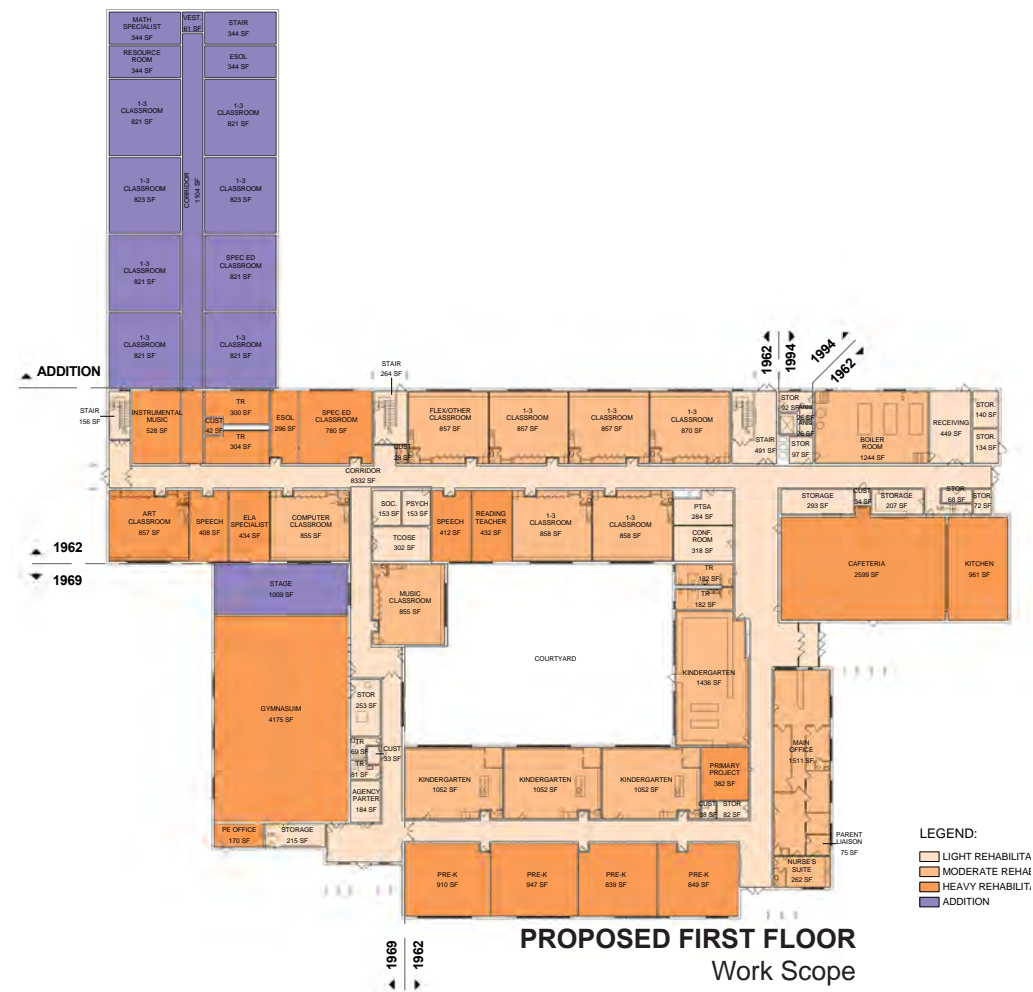 MATH
SPECIALIST
344 SF
VEST.
61 SF
STAIR
344 SF
RESOURCE
ROOM
344 SF
ESOL
344 SF
1-3
CLASSROOM
821 SF
1-3
CLASSROOM
821 SF
CORRIDOR
1104 SF
1-3
CLASSROOM
823 SF
1-3
CLASSROOM
823 SF
1-3
CLASSROOM
821 SF
SPEC ED
CLASSROOM
821 SF
1-3
CLASSROOM
821 SF
1-3
CLASSROOM
821 SF
ADDITION
1962
1994
1994
1962
STAIR
156 SF
INSTRUMENTAL
MUSIC
528 SF
TR
300 SF
CUST
42 SF
TR
304 SF
ESOL
296 SF
SPEC ED
CLASSROOM
780 SF
STAIR
264 SF
CUST
28 SF
FLEX/OTHER
CLASSROOM
857 SF
1-3
CLASSROOM
857 SF
1-3
CLASSROOM
857 SF
1-3
CLASSROOM
870 SF
STAIR
491 SF
STOR
92 SF
Area
26 SF
STOR
97 SF
BOILER
ROOM
1244 SF
RECEIVING
449 SF
STOR
140 SF
STOR
134 SF
CORRIDOR
8332 SF
ART
CLASSROOM
857 SF
SPEECH
408 SF
ELA
SPECIALIST
434 SF
COMPUTER
CLASSROOM
855 SF
SOC.
153 SF
PSYCH
153 SF
TCOSE
302 SF
SPEECH
412 SF
READING
TEACHER
432 SF
1-3
CLASSROOM
858 SF
1-3
CLASSROOM
858 SF
PTSA
284 SF
CONF.
ROOM
318 SF
STORAGE
293 SF
CUST
34 SF
STORAGE
207 SF
STOR
68 SF
STOR
72 SF
1962
1969
STAGE
1009 SF
MUSIC
CLASSROOM
855 SF
TR
182 SF
TR
182 SF
CAFETERIA
2599 SF
KITCHEN
961 SF
COURTYARD
KINDERGARTEN
1436 SF
GYMNASUIM
4175 SF
STOR
253 SF
TR
69 SF
CUST
33 SF
TR
81 SF
AGENCY
PARTER
184 SF
KINDERGARTEN
1052 SF
KINDERGARTEN
1052 SF
KINDERGARTEN
1052 SF
PRIMARY
PROJECT
382 SF
CUST
STOR
82 SF
MAIN
OFFICE
1511 SF
PE OFFICE
170 SF
STORAGE
215 SF
PARENT
LIAISON
75 SF
NURSE'S
SUITE
262 SF
PRE-K
910 SF
PRE-K
947 SF
PRE-K
839 SF
PRE-K
849 SF
LEGEND:
LIGHT REHABILITA
MODERATE REHAB
HEAVY REHABILITA
ADDITION
1969
1962
PROPOSED FIRST FLOOR
Work Scope